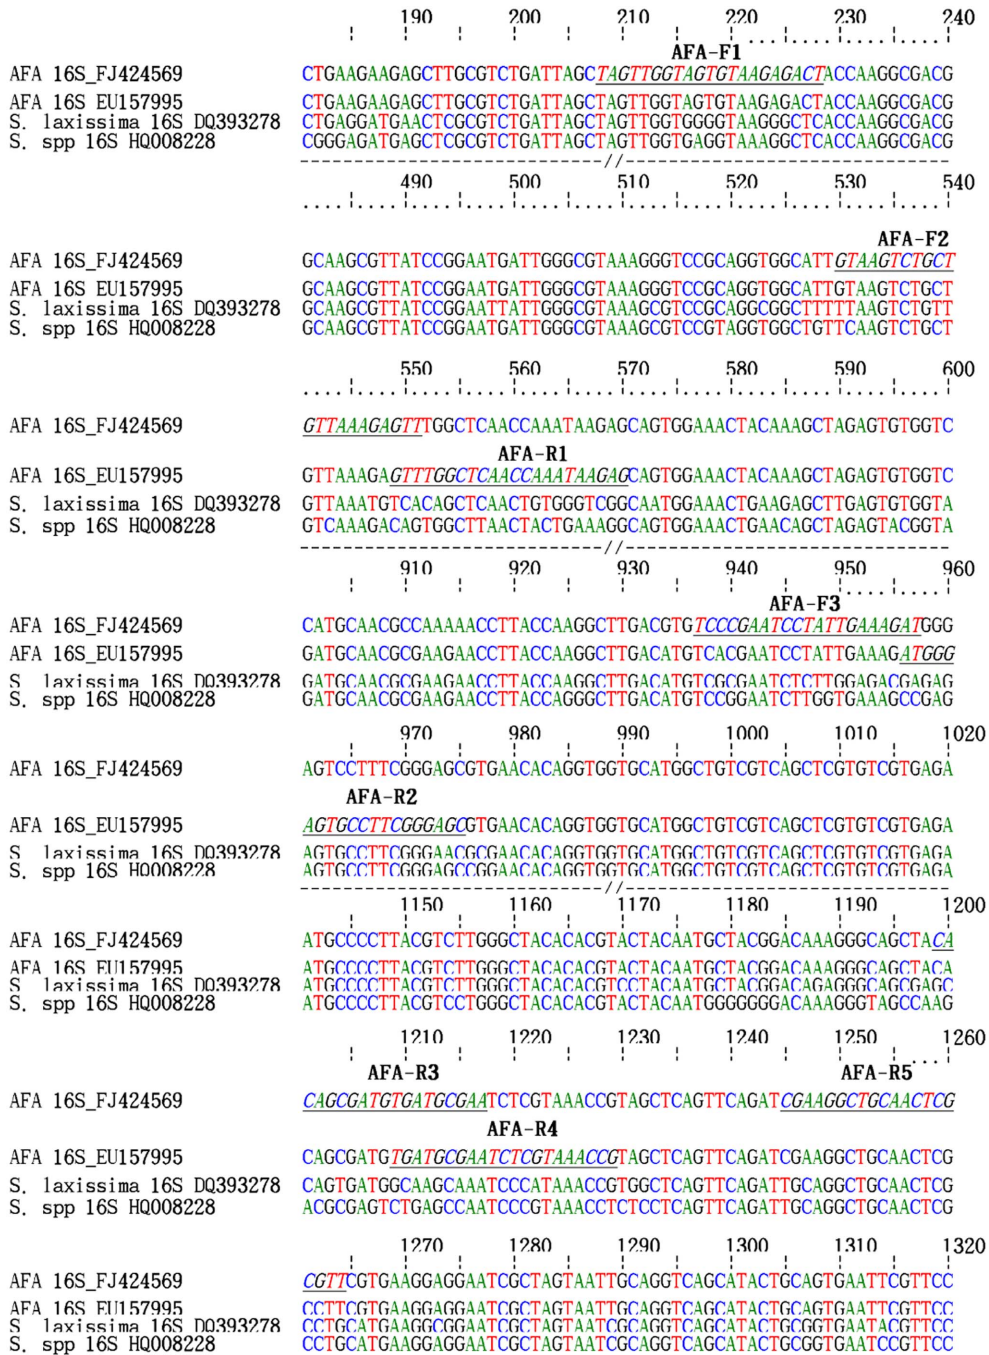 190 200 210 220 230 240
AFA-F1
AFA 16S_FJ424569 CTGAAGAAGAGCTTGCGTCTGATTAGCTAGTTGGTAGTGTAAGAGACTACCAAGGCGACG
AFA 16S EU157995 CTGAAGAAGAGCTTGCGTCTGATTAGCTAGTTGGTAGTGTAAGAGACTACCAAGGCGACG
S. laxissima 16S DQ393278 CTGAGGATGAACTCGCGTCTGATTAGCTAGTTGGTGGGGTAAGGGCTCACCAAGGCGACG
S. spp 16S HQ008228 CGGGAGATGAGCTCGCGTCTGATTAGCTAGTTGGTGAGGTAAAGGCTCACCAAGGCGACG
//
490 500 510 520 530 540
AFA-F2
AFA 16S_FJ424569 GCAAGCGTTATCCGGAATGATTGGGCGTAAAGGGTCCGCAGGTGGCATTGTAAGTCTGCT
AFA 16S EU157995 GCAAGCGTTATCCGGAATGATTGGGCGTAAAGGGTCCGCAGGTGGCATTGTAAGTCTGCT
S. laxissima 16S DQ393278 GCAAGCGTTATCCGGAATTATTGGGCGTAAAGCGTCCGCAGGCGGCTTTTTAAGTCTGTT
S. spp 16S HQ008228 GCAAGCGTTATCCGGAATGATTGGGCGTAAAGCGTCCGTAGGTGGCTGTTCAAGTCTGCT
550 560 570 580 590 600
AFA 16S_FJ424569 GTTAAAGAGTTTGGCTCAACCAAATAAGAGCAGTGGAAACTACAAAGCTAGAGTGTGGTC
AFA-R1
AFA 16S_EU157995 GTTAAAGAGTTTGGCTCAACCAAATAAGAGCAGTGGAAACTACAAAGCTAGAGTGTGGTC
S. laxissima 16S DQ393278 GTTAAATGTCACAGCTCAACTGTGGGTCGGCAATGGAAACTGAAGAGCTTGAGTGTGGTA
S. spp 16S HQ008228 GTCAAAGACAGTGGCTTAACTACTGAAAGGCAGTGGAAACTGAACAGCTAGAGTACGGTA
//
910 920 930 940 950 960
AFA-F3
AFA 16S_FJ424569 CATGCAACGCCAAAAACCTTACCAAGGCTTGACGTGTCCCGAATCCTATTGAAAGATGGG
AFA 16S_EU157995 GATGCAACGCGAAGAACCTTACCAAGGCTTGACATGTCACGAATCCTATTGAAAGATGGG
S. laxissima 16S DQ393278 GATGCAACGCGAAGAACCTTACCAAGGCTTGACATGTCGCGAATCTCTTGGAGACGAGAG
S. spp 16S HQ008228 GATGCAACGCGAAGAACCTTACCAGGGCTTGACATGTCCGGAATCTTGGTGAAAGCCGAG
970 980 990 1000 1010 1020
AFA 16S_FJ424569 AGTCCTTTCGGGAGCGTGAACACAGGTGGTGCATGGCTGTCGTCAGCTCGTGTCGTGAGA
AFA-R2
AFA 16S_EU157995 AGTGCCTTCGGGAGCGTGAACACAGGTGGTGCATGGCTGTCGTCAGCTCGTGTCGTGAGA
S. laxissima 16S DQ393278 AGTGCCTTCGGGAACGCGAACACAGGTGGTGCATGGCTGTCGTCAGCTCGTGTCGTGAGA
S. spp 16S HQ008228 AGTGCCTTCGGGAGCCGGAACACAGGTGGTGCATGGCTGTCGTCAGCTCGTGTCGTGAGA
//
1150 1160 1170 1180 1190 1200
AFA 16S_FJ424569 ATGCCCCTTACGTCTTGGGCTACACACGTACTACAATGCTACGGACAAAGGGCAGCTACA
AFA 16S EU157995 ATGCCCCTTACGTCTTGGGCTACACACGTACTACAATGCTACGGACAAAGGGCAGCTACA
S. laxissima 16S DQ393278 ATGCCCCTTACGTCTTGGGCTACACACGTCCTACAATGCTACGGACAGAGGGCAGCGAGC
S. spp 16S HQ008228 ATGCCCCTTACGTCCTGGGCTACACACGTACTACAATGGGGGGGACAAAGGGTAGCCAAG
1210 1220 1230 1240 1250 1260
AFA-R3 AFA-R5
AFA 16S_FJ424569 CAGCGATGTGATGCGAATCTCGTAAACCGTAGCTCAGTTCAGATCGAAGGCTGCAACTCG
AFA-R4
AFA 16S_EU157995 CAGCGATGTGATGCGAATCTCGTAAACCGTAGCTCAGTTCAGATCGAAGGCTGCAACTCG
S. laxissima 16S DQ393278 CAGTGATGGCAAGCAAATCCCATAAACCGTGGCTCAGTTCAGATTGCAGGCTGCAACTCG
S. spp 16S HQ008228 ACGCGAGTCTGAGCCAATCCCGTAAACCTCTCCTCAGTTCAGATTGCAGGCTGCAACTCG
1270 1280 1290 1300 1310 1320
AFA 16S_FJ424569 CGTTCGTGAAGGAGGAATCGCTAGTAATTGCAGGTCAGCATACTGCAGTGAATTCGTTCC
AFA 16S EU157995 CCTTCGTGAAGGAGGAATCGCTAGTAATTGCAGGTCAGCATACTGCAGTGAATTCGTTCC
S. laxissima 16S DQ393278 CCTGCATGAAGGCGGAATCGCTAGTAATCGCAGGTCAGCATACTGCGGTGAATACGTTCC
S. spp 16S HQ008228 CCTGCATGAAGGAGGAATCGCTAGTAATCGCAGGTCAGCATACTGCGGTGAATCCGTTCC